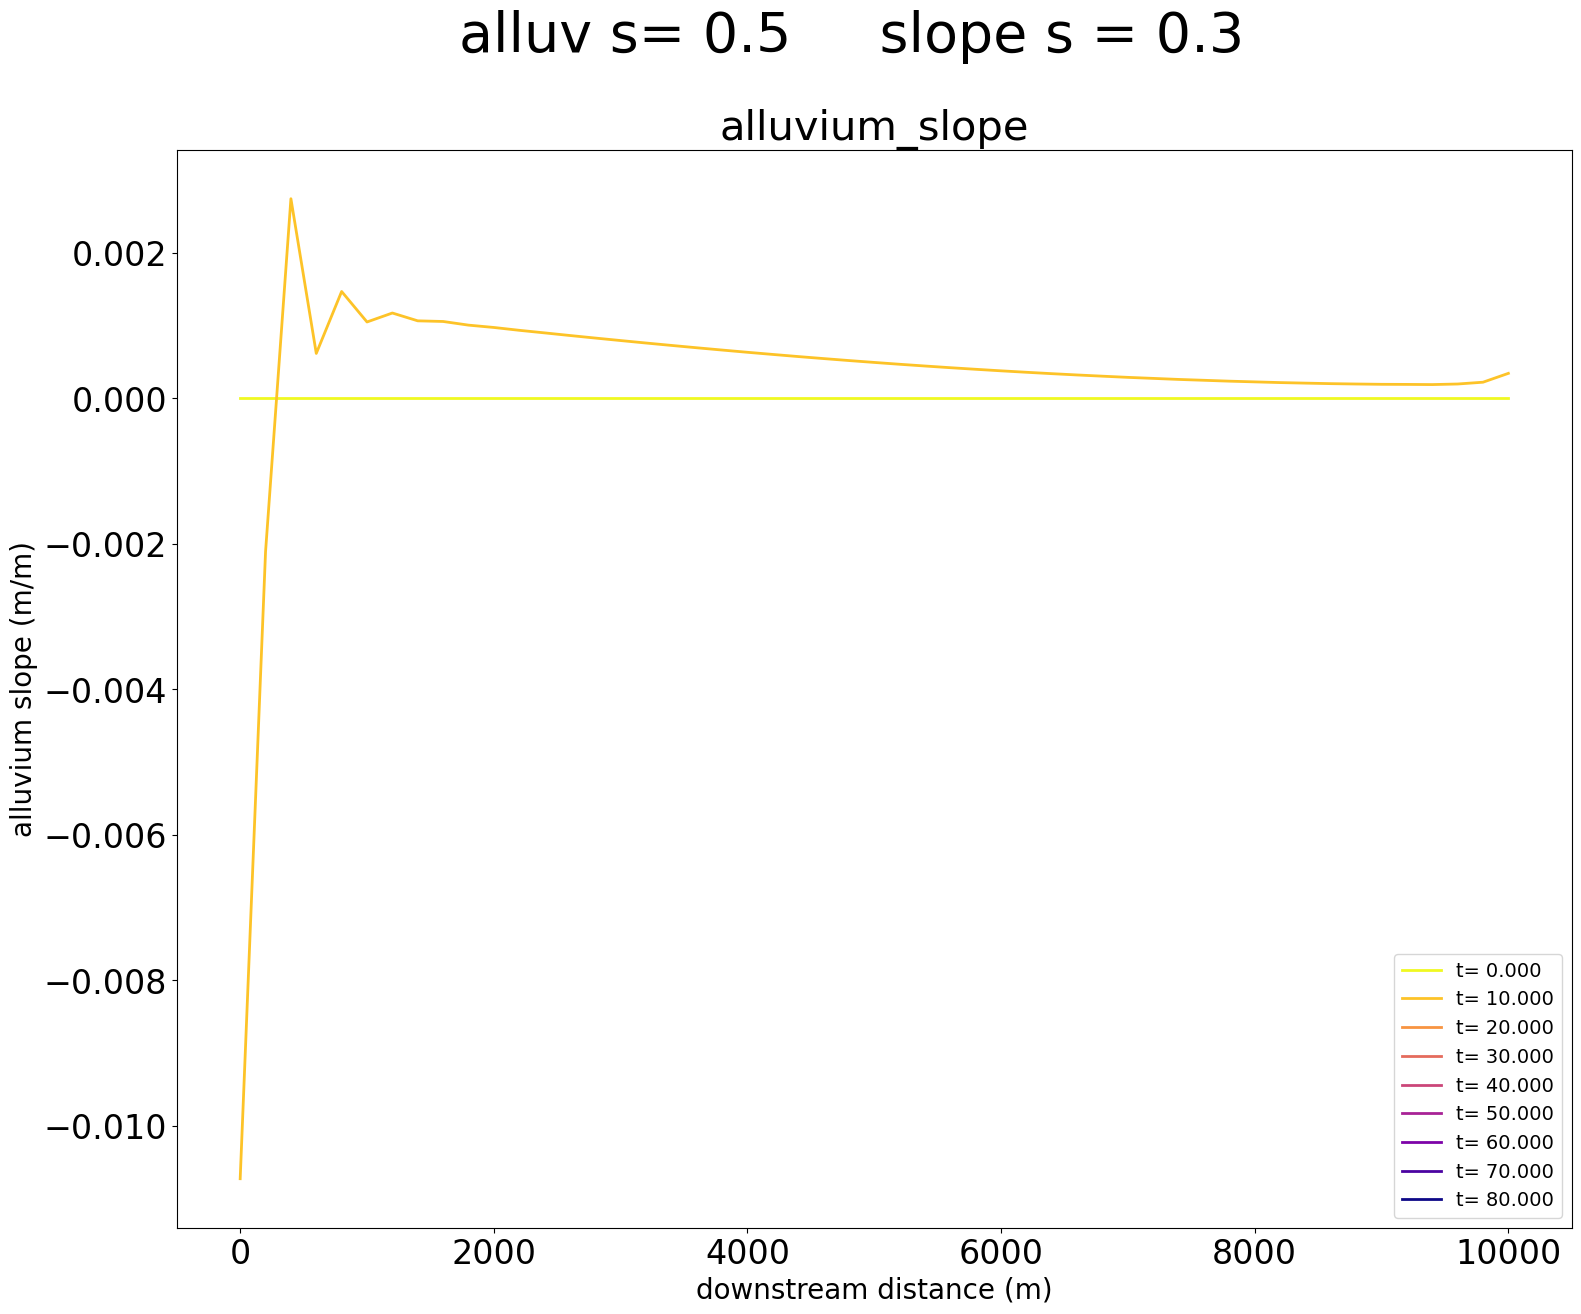 alluv s= 0.5     slope s = 0.3
alluvium_slope
0.002
0.000
−0.002
−0.004
−0.006
−0.008
−0.010
alluvium slope (m/m)
t= 0.000
t= 10.000
t= 20.000
t= 30.000
t= 40.000
t= 50.000
t= 60.000
t= 70.000
t= 80.000
0 2000 4000 6000 8000 10000
downstream distance (m)